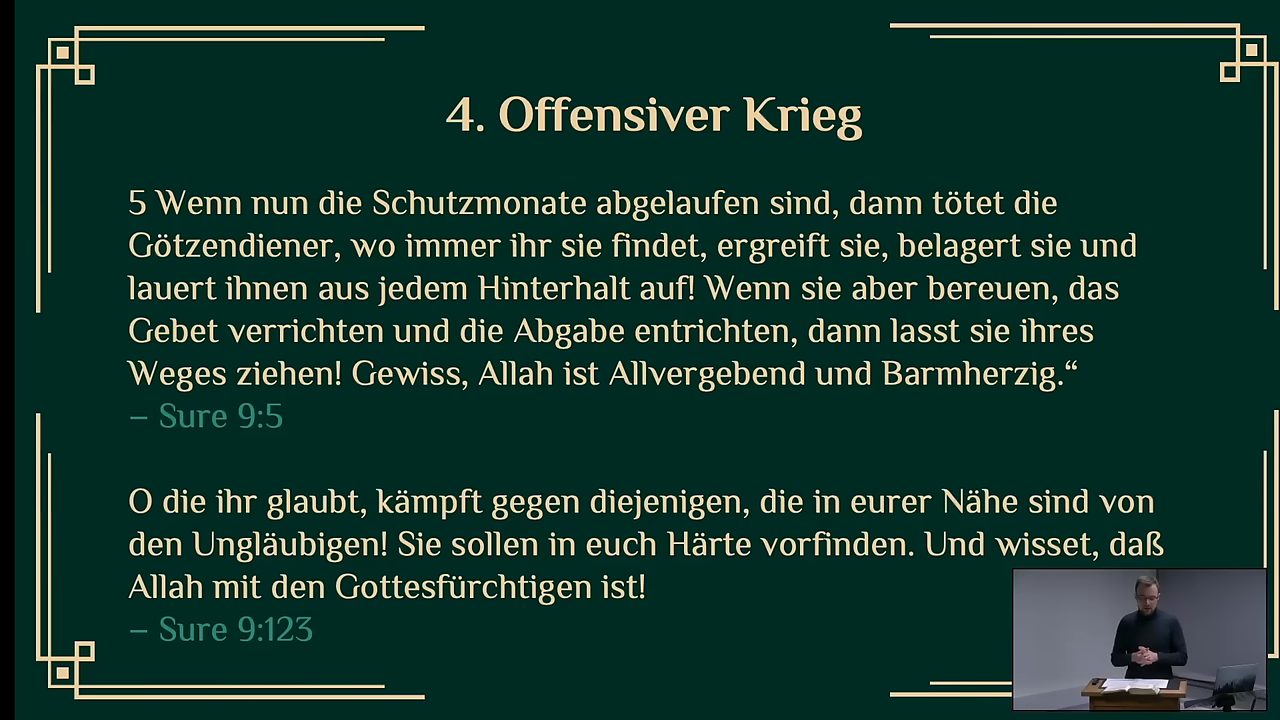 4. Offensiver Krieg
5 Wenn nun die Schutzmonate abgelaufen sind, dann tötet die
Götzendiener, wo immer ihr sie findet, ergreift sie, belagert sie und
lauert ihnen aus jedem Hinterhalt auf! Wenn sie aber bereuen, das
Gebet verrichten und die Abgabe entrichten, dann lasst sie ihres
Weges ziehen! Gewiss, Allah ist Allvergebend und Barmherzig.“
– Sure 9:5
O die ihr glaubt, kämpft gegen diejenigen, die in eurer Nähe sind von
den Ungläubigen! Sie sollen in euch Härte vorfinden. Und wisset, daß
Allah mit den Gottesfürchtigen ist!
– Sure 9:123